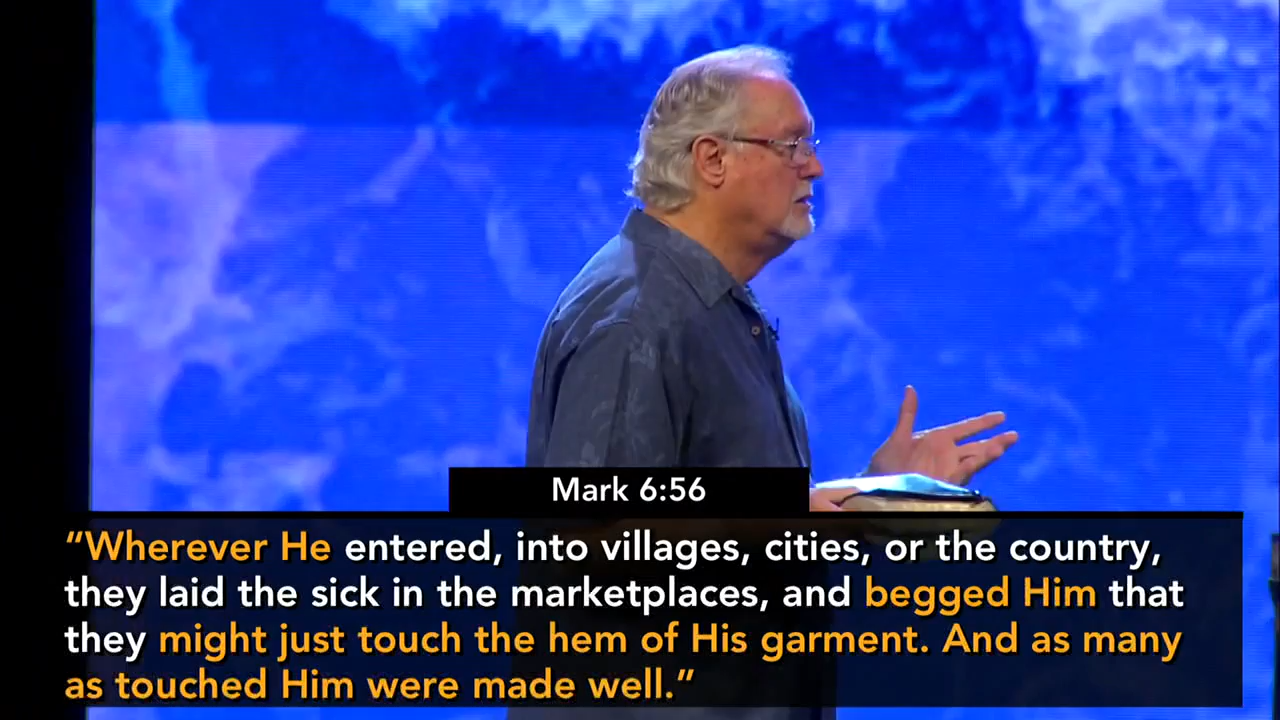 Mark 6:56
“Wherever He entered, into villages, cities, or the country,
they laid the sick in the marketplaces, and begged Him that
they might just touch the hem of His garment. And as many
as touched Him were made well.”